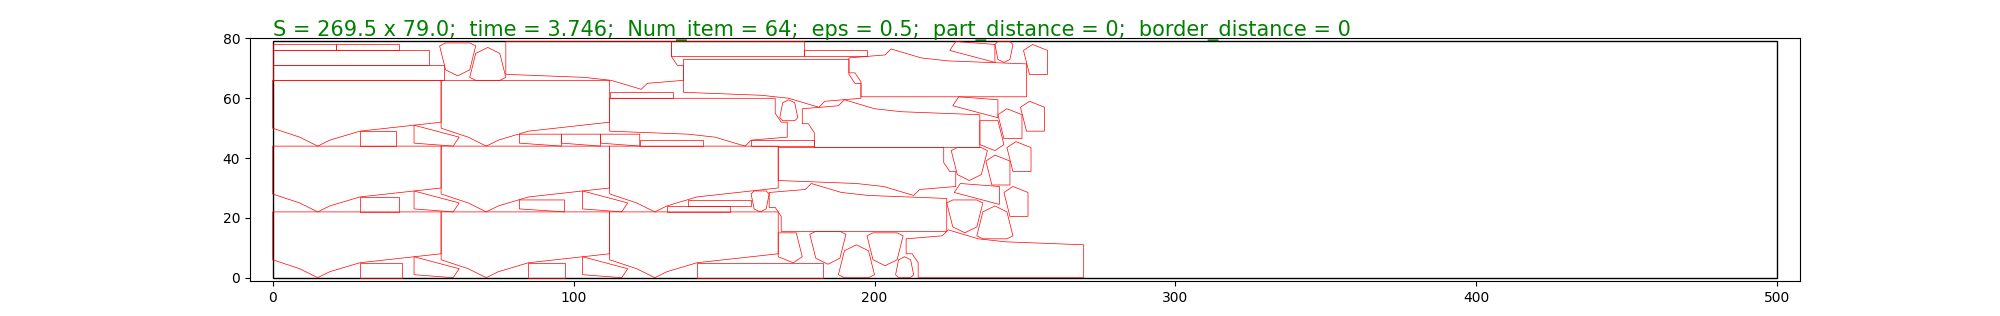 S = 269.5 x 79.0;  time = 3.746;  Num_item = 64;  eps = 0.5;  part_distance = 0;  border_distance = 0
80
60
40
20
0
0 100 200 300 400 500